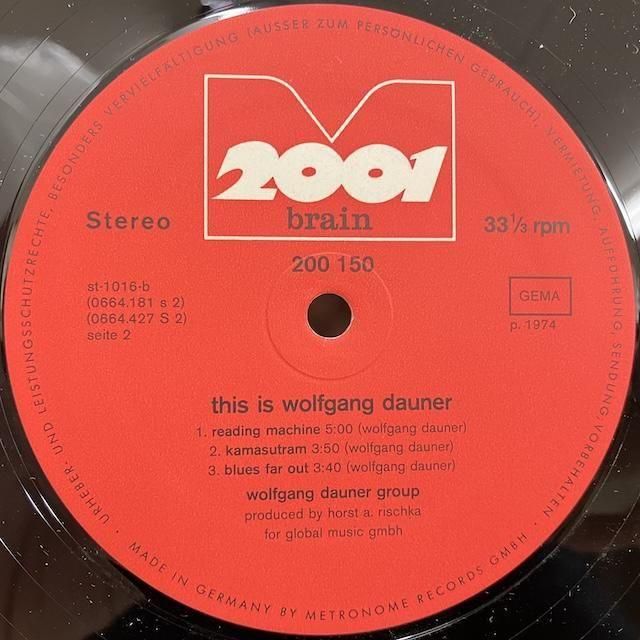 URHEBER- UND LEISTUNGSSCHUTZRECHTE, BESONDERS VERVIELFÄLTIGUNG (AUSSER ZUM PERSÖNLICHEN GEBRAUCH), VERMIETUNG, AUFFÜHRUNG, SENDUNG, VORBEHALTEN ·
2001
brain
Stereo
33⅓ rpm
200 150
st-1016-b
(0664.181 s 2)
(0664.427 S 2)
seite 2
GEMA
p. 1974
this is wolfgang dauner
1. reading machine 5:00 (wolfgang dauner)
2. kamasutram 3:50 (wolfgang dauner)
3. blues far out 3:40 (wolfgang dauner)
wolfgang dauner group
produced by horst a. rischka
for global music gmbh
· MADE IN GERMANY BY METRONOME RECORDS GMBH ·